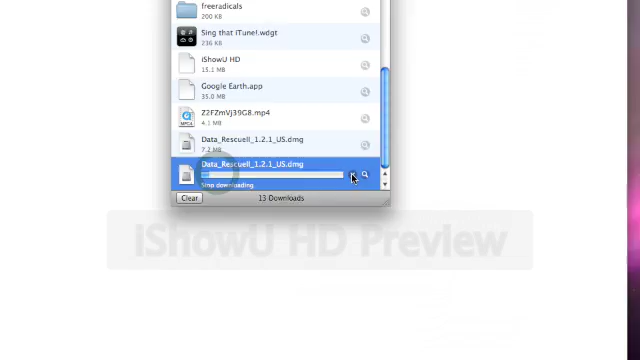 freeradicals
200 KB
Sing that iTune!.wdgt
236 KB
iShowU HD
15.1 MB
Google Earth.app
35.0 MB
Z2FZmVj39G8.mp4
4.1 MB
Data_RescueII_1.2.1_US.dmg
7.2 MB
Data_RescueII_1.2.1_US.dmg
Stop downloading
Clear
13 Downloads
iShowU HD Preview